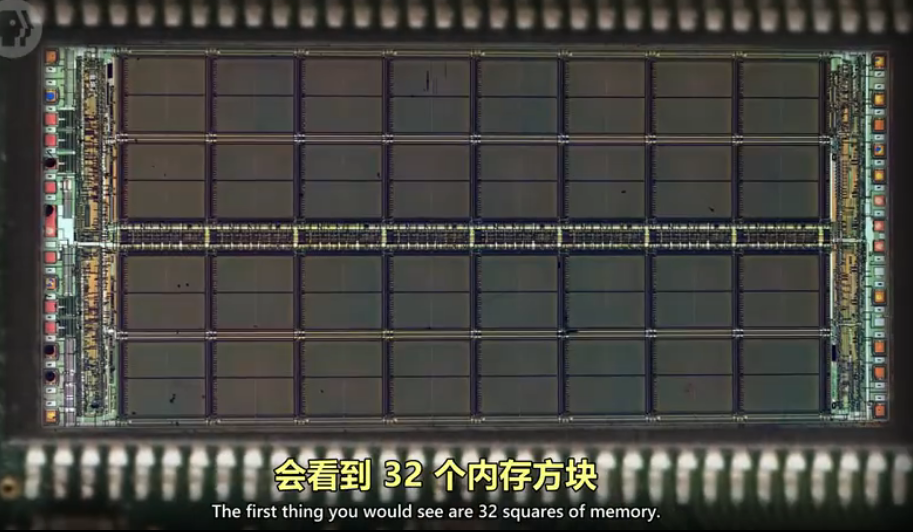 会看到 32 个内存方块
The first thing you would see are 32 squares of memory.